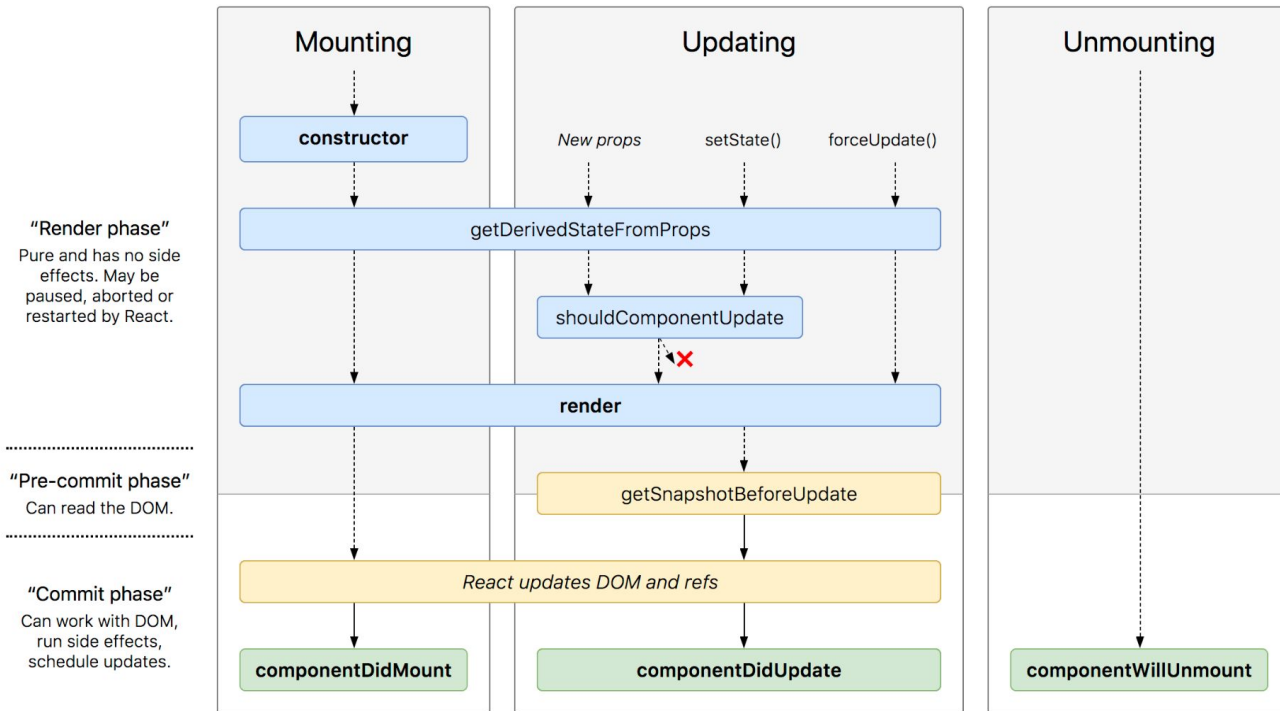 Mounting
Updating
Unmounting
constructor
New props
setState()
forceUpdate()
“Render phase”
Pure and has no side
effects. May be
paused, aborted or
restarted by React.
getDerivedStateFromProps
shouldComponentUpdate
render
“Pre-commit phase”
Can read the DOM.
getSnapshotBeforeUpdate
“Commit phase”
Can work with DOM,
run side effects,
schedule updates.
React updates DOM and refs
componentDidMount
componentDidUpdate
componentWillUnmount